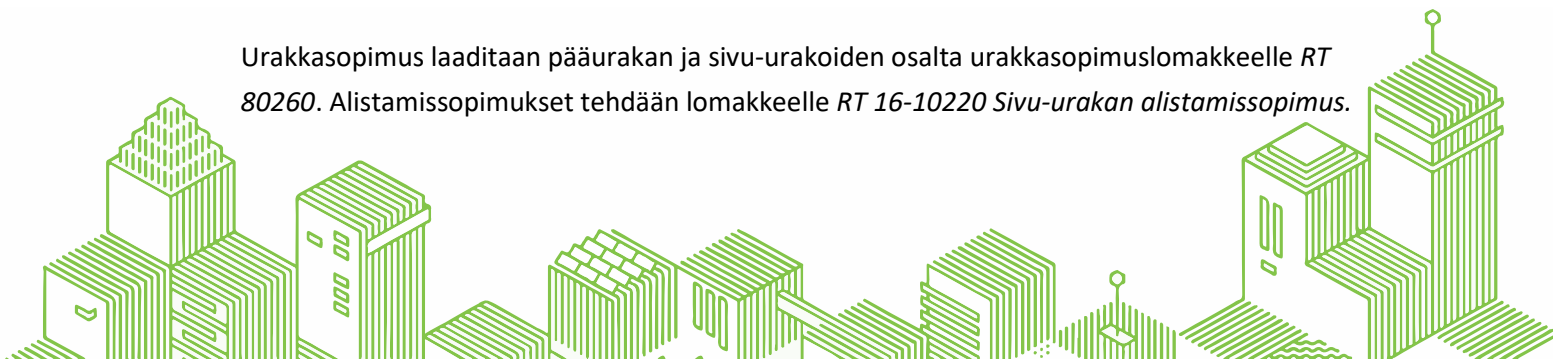 Urakkasopimus laaditaan pääurakan ja sivu-urakoiden osalta urakkasopimuslomakkeelle RT
80260. Alistamissopimukset tehdään lomakkeelle RT 16-10220 Sivu-urakan alistamissopimus.